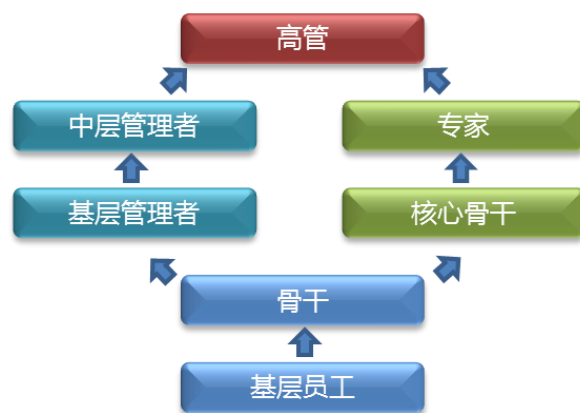 高管
中层管理者
专家
基层管理者
核心骨干
骨干
基层员工